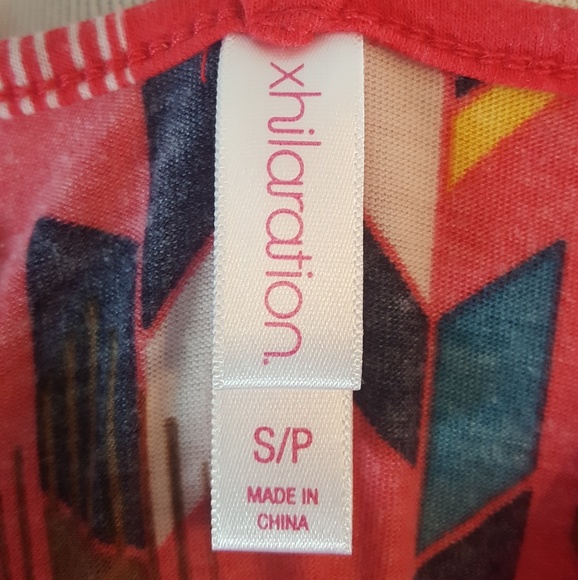 xhilaration.
S/P
MADE IN
CHINA